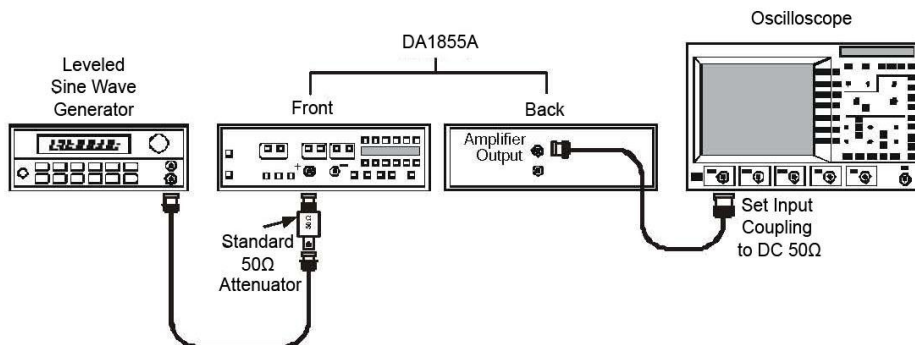 Oscilloscope
DA1855A
Leveled
Sine Wave
Generator
Front
Back
Amplifier
Output
+
−
50Ω
Standard
50Ω
Attenuator
Set Input
Coupling
to DC 50Ω